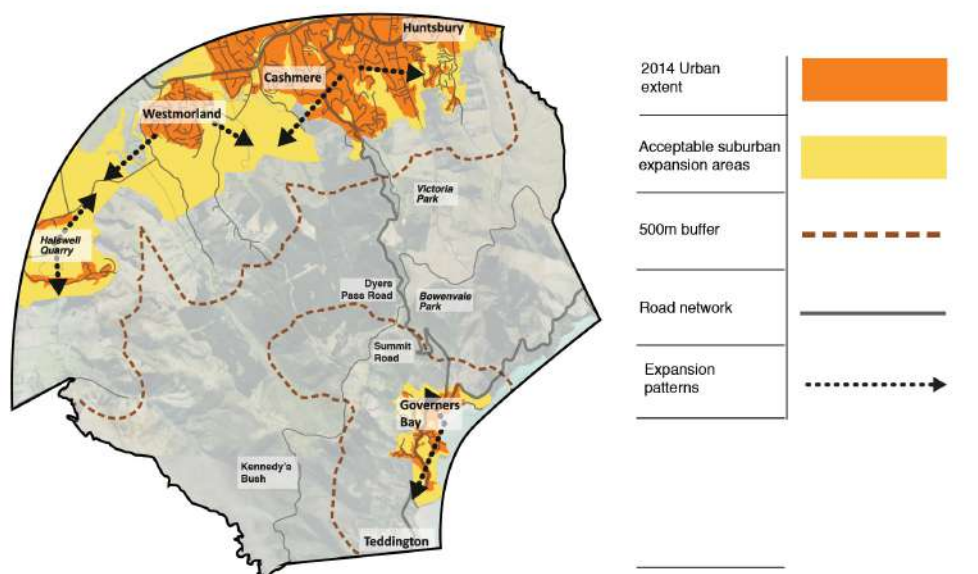 Huntsbury
Cashmere
Westmorland
Victoria
Park
Halswell
Quarry
Dyers
Pass Road
Bowenvale
Park
Summit
Road
Governers
Bay
Kennedy's
Bush
Teddington
2014 Urban
extent
Acceptable suburban
expansion areas
500m buffer
Road network
Expansion
patterns